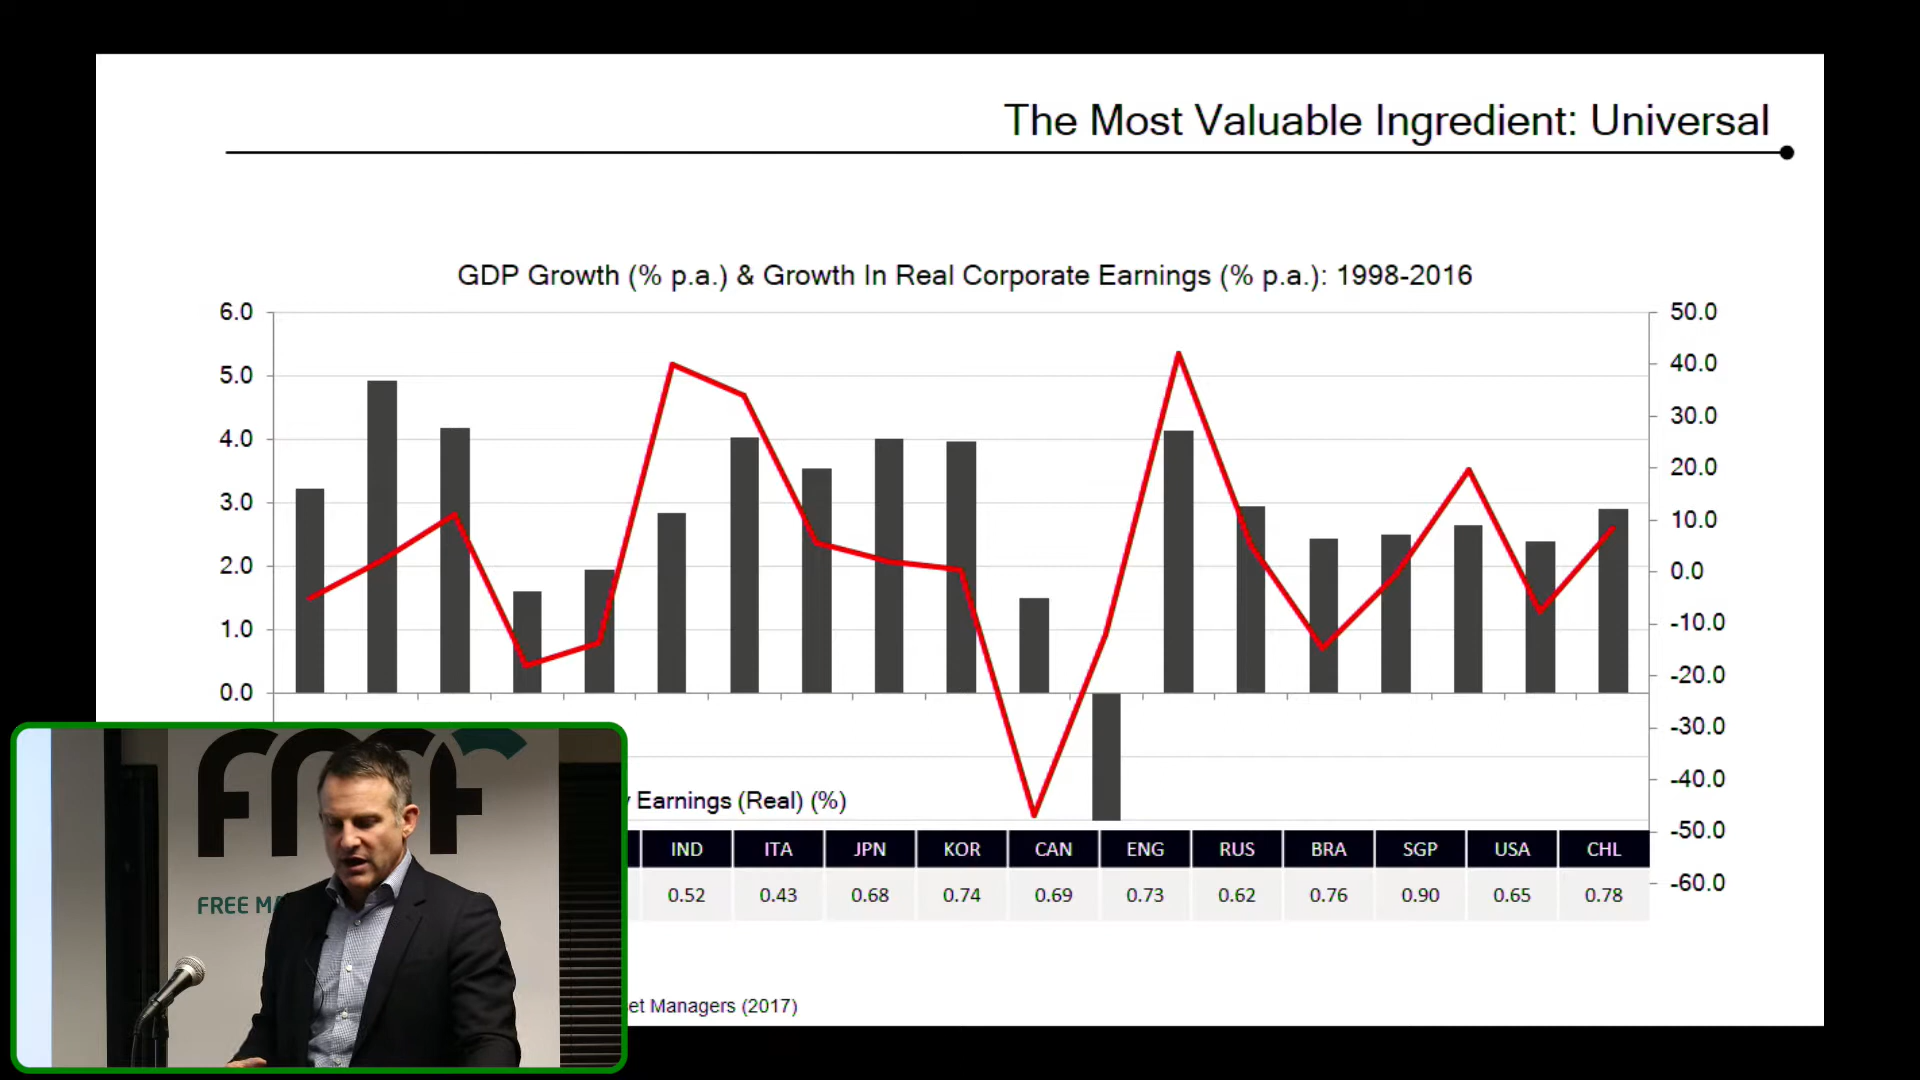 The Most Valuable Ingredient: Universal
GDP Growth (% p.a.) & Growth In Real Corporate Earnings (% p.a.): 1998-2016
6.0
5.0
4.0
3.0
2.0
1.0
0.0
50.0
40.0
30.0
20.0
10.0
0.0
-10.0
-20.0
-30.0
-40.0
-50.0
-60.0
Earnings (Real) (%)
IND ITA JPN KOR CAN ENG RUS BRA SGP USA CHL
0.52 0.43 0.68 0.74 0.69 0.73 0.62 0.76 0.90 0.65 0.78
Managers (2017)
fmf
FREE